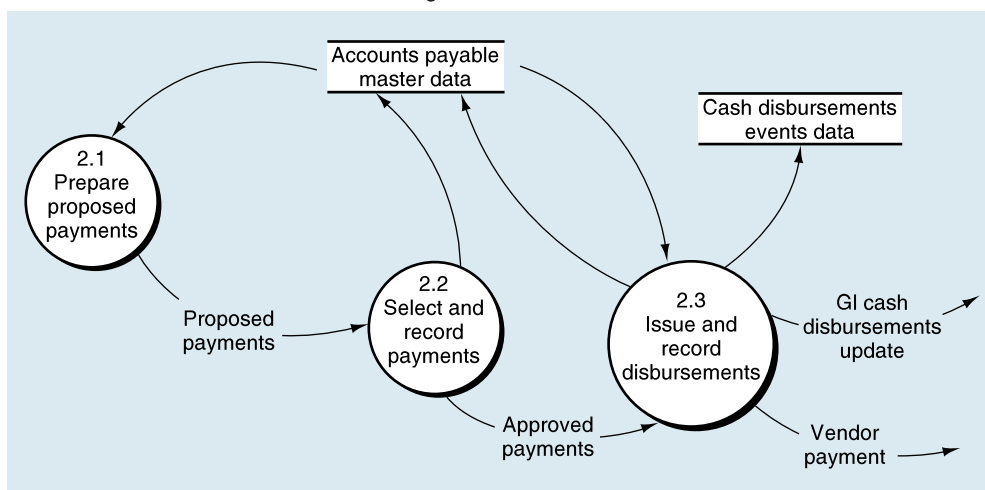 Accounts payable
master data
Cash disbursements
events data
2.1
Prepare
proposed
payments
Proposed
payments
2.2
Select and
record
payments
2.3
Issue and
record
disbursements
Gl cash
disbursements
update
Approved
payments
Vendor
payment